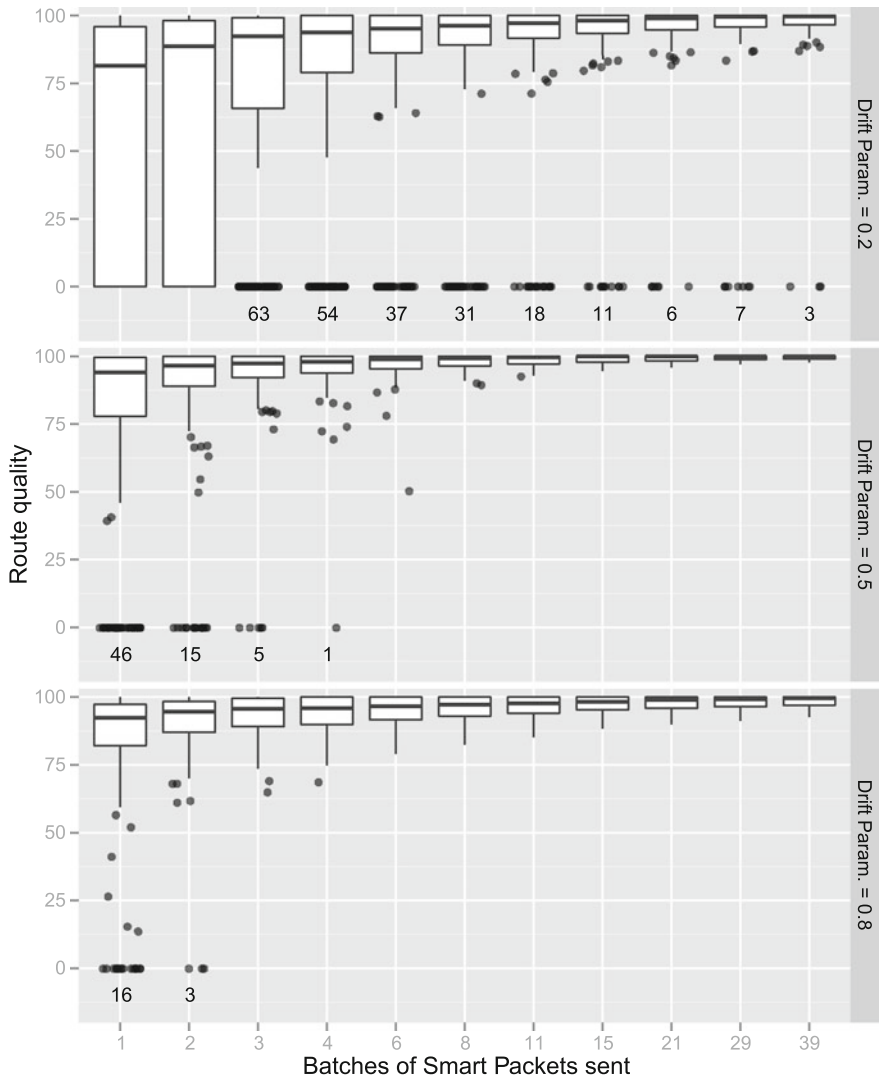 100
75
50
25
0
63 54 37 31 18 11 6 7 3
Drift Param. = 0.2
100
75
50
25
0
46 15 5 1
Drift Param. = 0.5
100
75
50
25
0
16 3
Drift Param. = 0.8
Route quality
1 2 3 4 6 8 11 15 21 29 39
Batches of Smart Packets sent